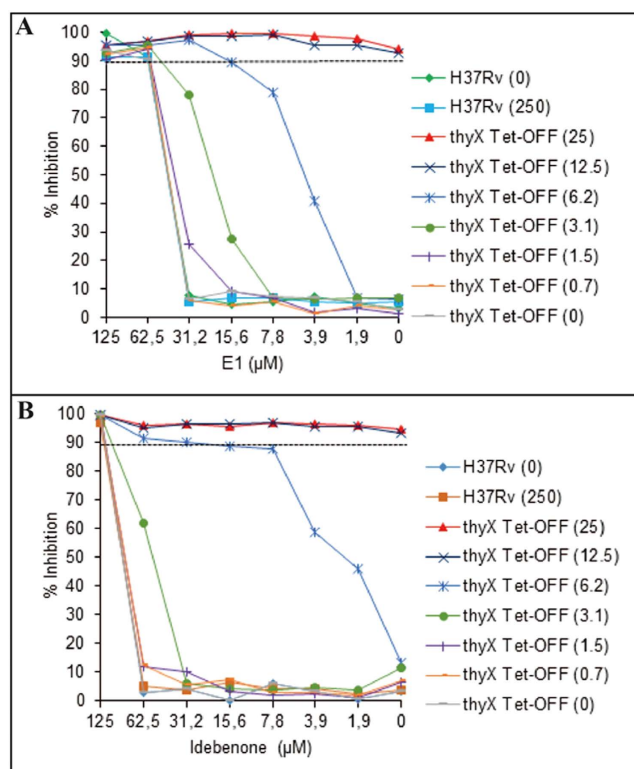 A
100
90
80
70
60
50
40
30
20
10
0
% Inhibition
125 62,5 31,2 15,6 7,8 3,9 1,9 0
E1 (µM)
H37Rv (0)
H37Rv (250)
thyX Tet-OFF (25)
thyX Tet-OFF (12.5)
thyX Tet-OFF (6.2)
thyX Tet-OFF (3.1)
thyX Tet-OFF (1.5)
thyX Tet-OFF (0.7)
thyX Tet-OFF (0)
B
100
90
80
70
60
50
40
30
20
10
0
% Inhibition
125 62,5 31,2 15,6 7,8 3,9 1,9 0
Idebenone (µM)
H37Rv (0)
H37Rv (250)
thyX Tet-OFF (25)
thyX Tet-OFF (12.5)
thyX Tet-OFF (6.2)
thyX Tet-OFF (3.1)
thyX Tet-OFF (1.5)
thyX Tet-OFF (0.7)
thyX Tet-OFF (0)